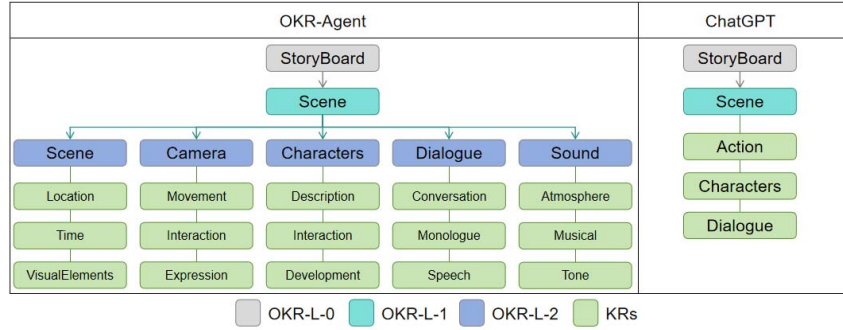 OKR-Agent ChatGPT
StoryBoard StoryBoard
Scene Scene
Scene Camera Characters Dialogue Sound Action
Location Movement Description Conversation Atmosphere Characters
Time Interaction Interaction Monologue Musical Dialogue
VisualElements Expression Development Speech Tone
OKR-L-0 OKR-L-1 OKR-L-2 KRs